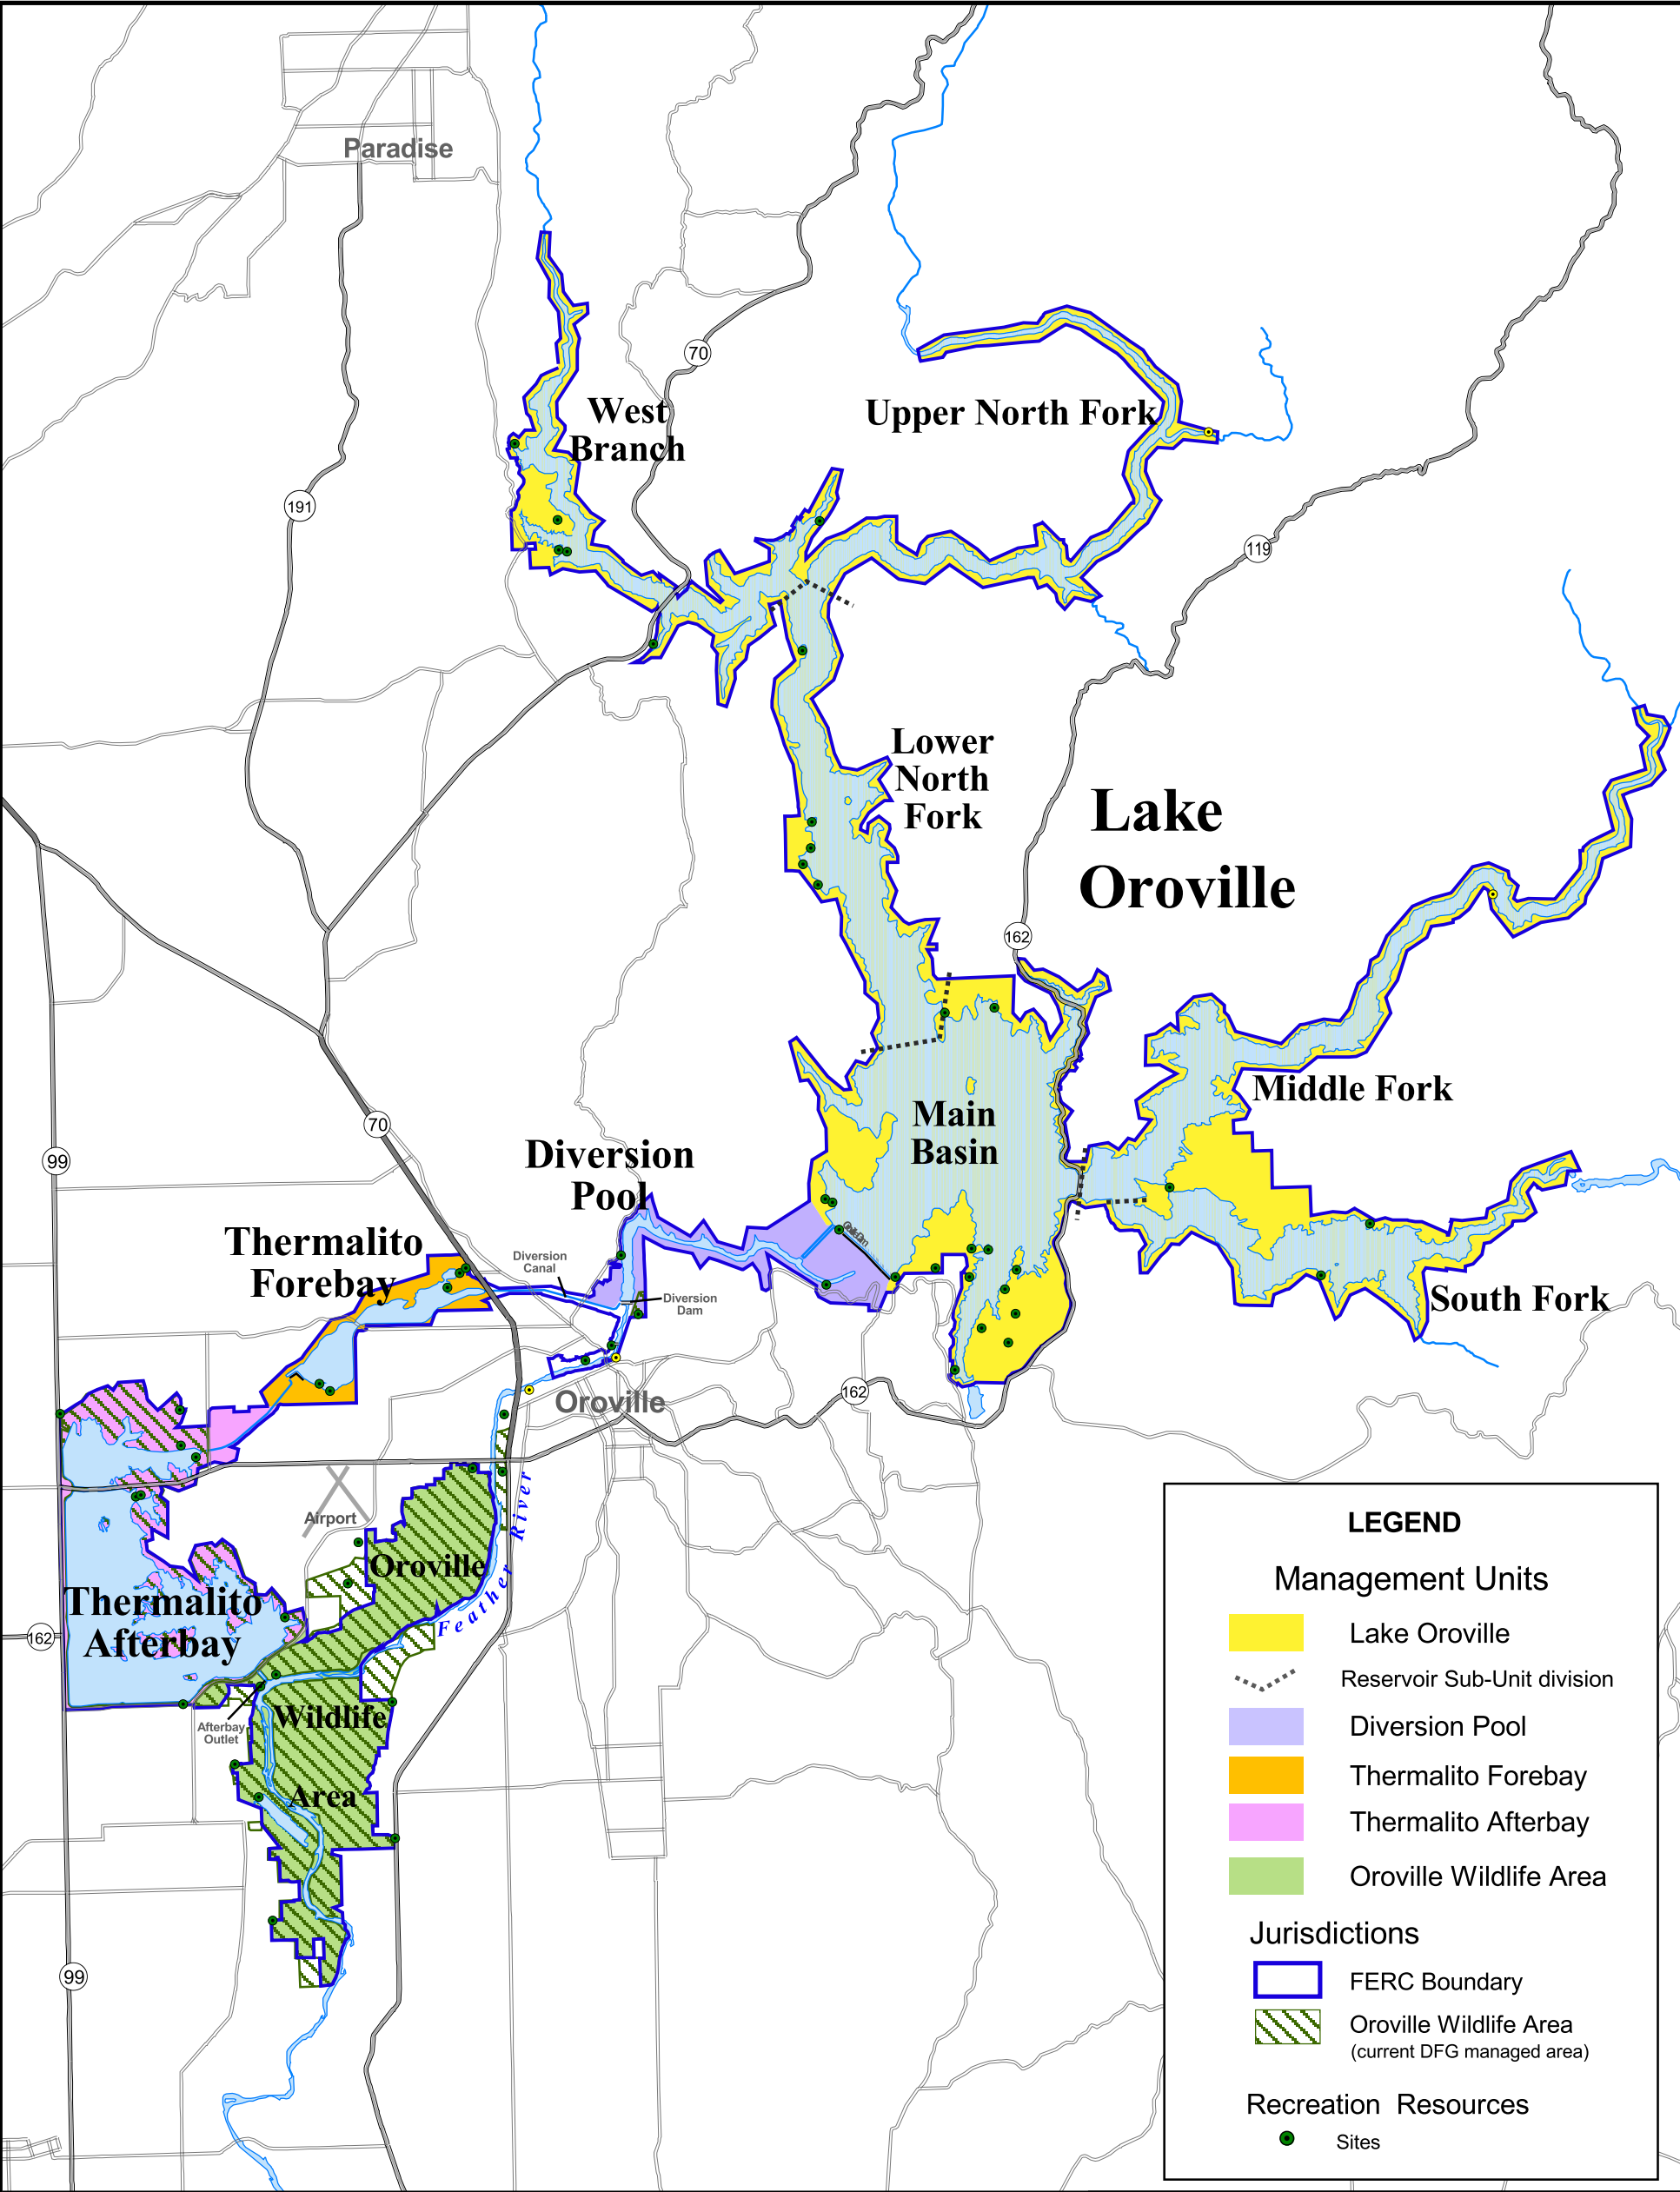 Paradise
70
West
Branch
Upper North Fork
191
119
Lower
North
Fork
Lake
Oroville
162
Middle Fork
Main
Basin
70
99
Diversion
Pool
Thermalito
Forebay
Diversion
Canal
Diversion
Dam
South Fork
Oroville
162
Airport
Feather River
Oroville
Thermalito
Afterbay
162
Wildlife
Afterbay
Outlet
Area
99
LEGEND
Management Units
Lake Oroville
Reservoir Sub-Unit division
Diversion Pool
Thermalito Forebay
Thermalito Afterbay
Oroville Wildlife Area
Jurisdictions
FERC Boundary
Oroville Wildlife Area
(current DFG managed area)
Recreation Resources
Sites